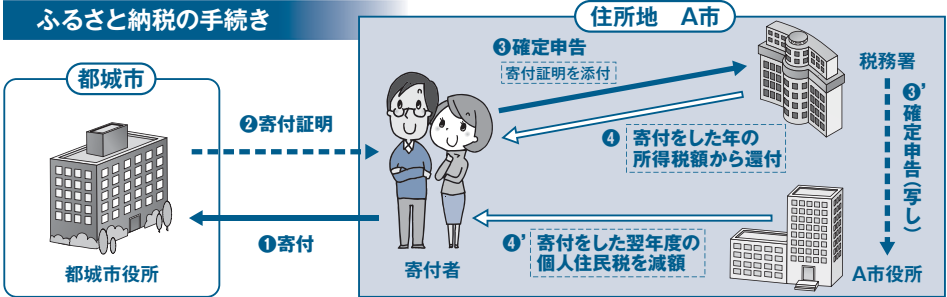 ふるさと納税の手続き
住所地 A市
都城市
❸確定申告
寄付証明を添付
税務署
❷寄付証明
❹ 寄付をした年の
所得税額から還付
❸’確定申告(写し)
❶寄付
❹’ 寄付をした翌年度の
個人住民税を減額
都城市役所
寄付者
A市役所